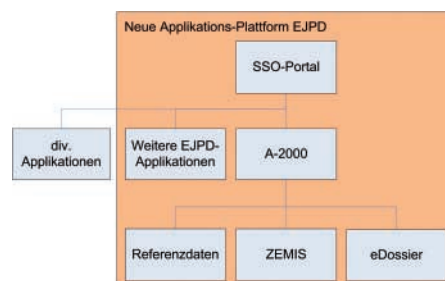 Neue Applikations-Plattform EJPD
SSO-Portal
div.
Applikationen
Weitere EJPD-
Applikationen
A-2000
Referenzdaten
ZEMIS
eDossier